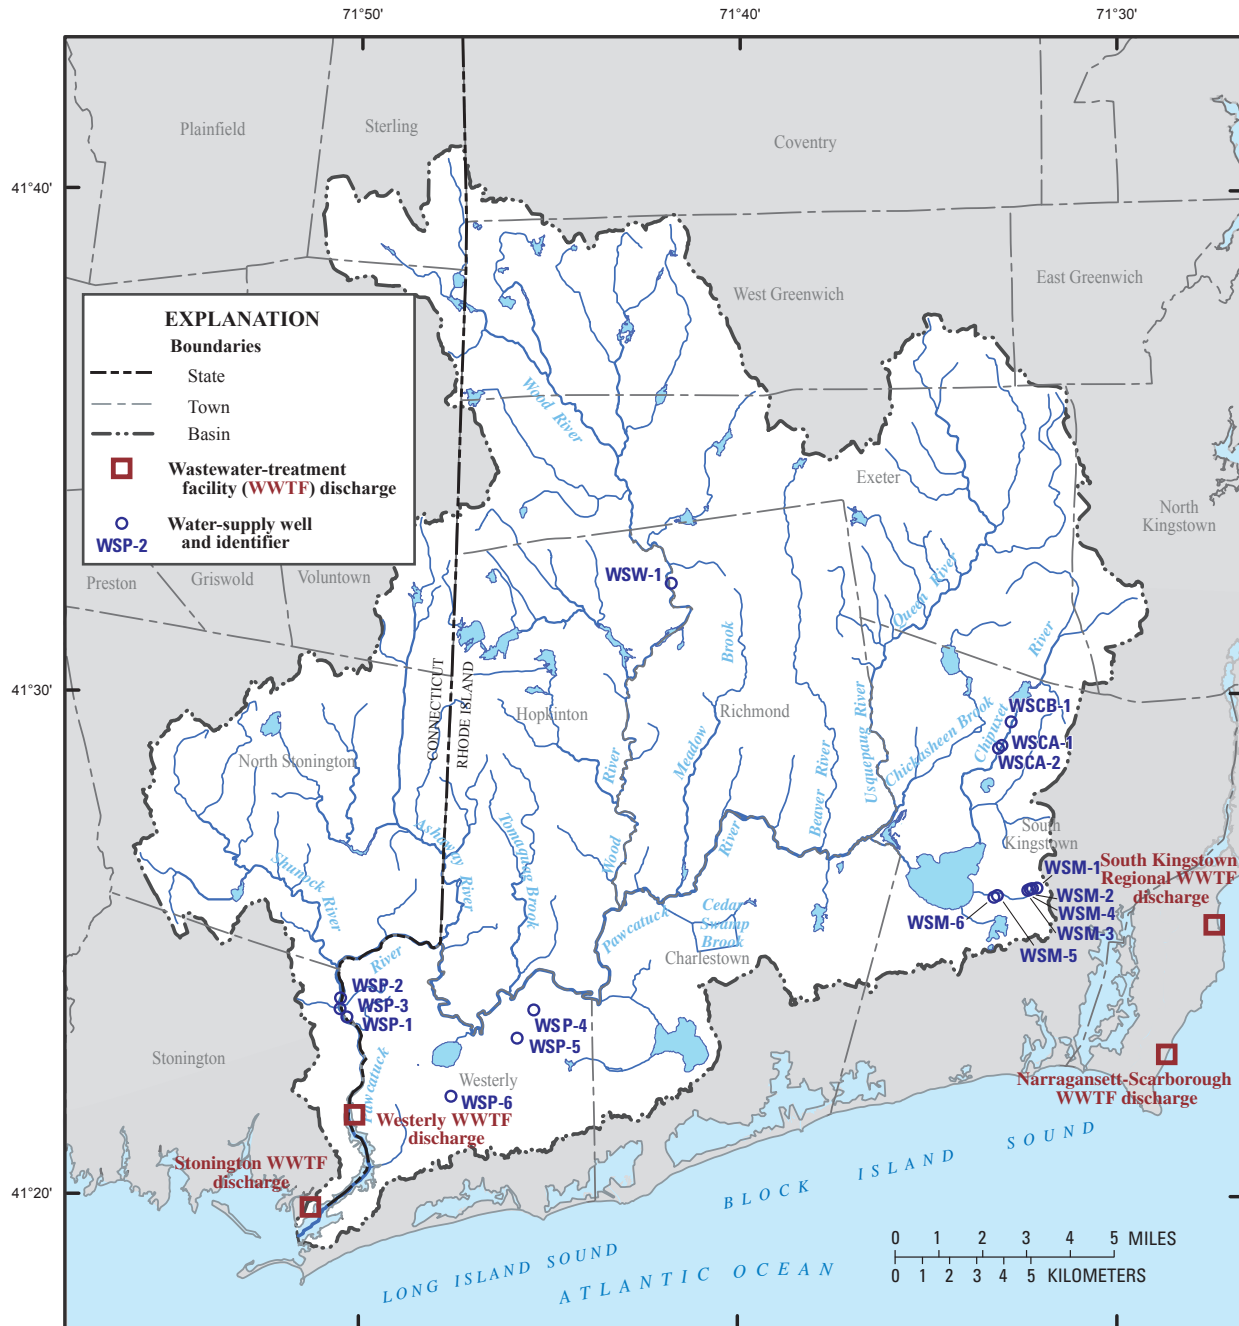 71°50'
71°40'
71°30'
Plainfield
Sterling
Coventry
41°40'
West Greenwich
East Greenwich
EXPLANATION
Boundaries
State
Town
Basin
Wastewater-treatment
facility (WWTF) discharge
WSP-2
Water-supply well
and identifier
Wood River
Exeter
North
Kingstown
Preston
Griswold
Voluntown
WSW-1
Queen River
Brook
River
41°30'
CONNECTICUT
RHODE ISLAND
Hopkinton
Richmond
Usquepaug River
Chickasheen Brook
Chipuxet
WSCB-1
WSCA-1
WSCA-2
North Stonington
River
Meadow
Beaver River
Ashaway
River
Tomaquag Brook
Wood
River
South
Kingstown
Shunock
River
South Kingstown
Regional WWTF
discharge
WSM-1
WSM-2
WSM-4
WSM-3
WSM-5
WSM-6
Cedar
Swamp
Brook
Pawcatuck
Charlestown
River
WSP-2
WSP-3
WSP-1
WSP-4
WSP-5
Stonington
Pawcatuck
Westerly
WSP-6
Westerly WWTF
discharge
Narragansett-Scarborough
WWTF discharge
Stonington WWTF
discharge
41°20'
BLOCK ISLAND SOUND
LONG ISLAND SOUND
ATLANTIC OCEAN
0 1 2 3 4 5 MILES
0 1 2 3 4 5 KILOMETERS